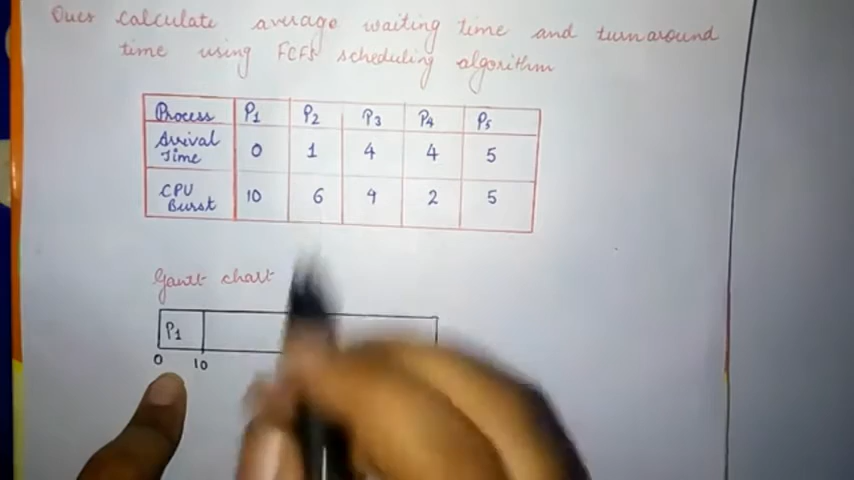 Ques calculate average waiting time and turnaround
time using FCFS scheduling algorithm
Process P1 P2 P3 P4 P5
Arrival Time 0 1 4 4 5
CPU Burst 10 6 9 2 5
Gantt chart
P1
0 10